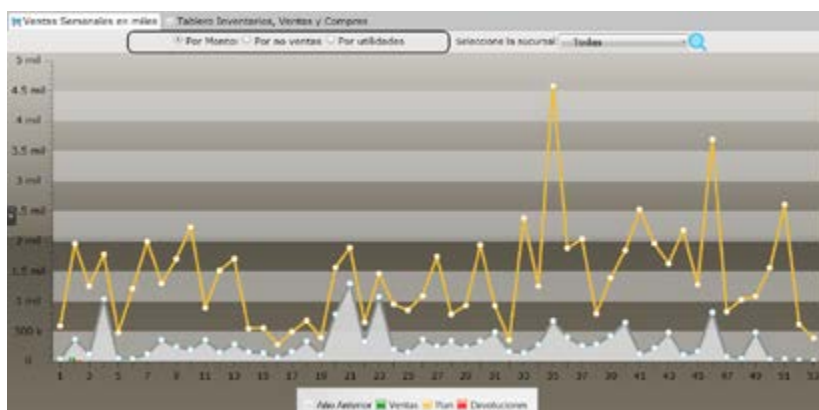 Ventas Semanales en miles Tablero Inventarios, Ventas y Compras
Por Monto Por no ventas Por utilidades Seleccione la sucursal: Todas
5 mil
4.5 mil
4 mil
3.5 mil
3 mil
2.5 mil
2 mil
1.5 mil
1 mil
500 k
0
1 3 5 7 9 11 13 15 17 19 21 23 25 27 29 31 33 35 37 39 41 43 45 47 49 51 53
Año Anterior Ventas Plan Devoluciones